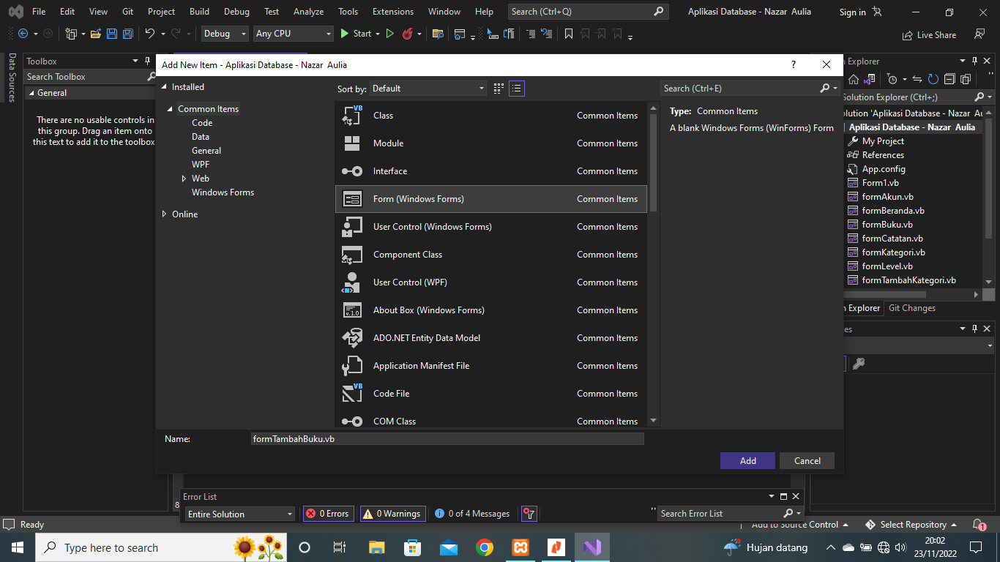 File Edit View Git Project Build Debug Test Analyze Tools Extensions Window Help Search (Ctrl+Q) Aplikasi Database - Nazar Aulia Sign in
Debug Any CPU Start Live Share
Data Sources
Toolbox
Search Toolbox
General
There are no usable controls in
this group. Drag an item onto
this text to add it to the toolbox
Add New Item - Aplikasi Database - Nazar Aulia ?
Installed
Common Items
Code
Data
General
WPF
Web
Windows Forms
Online
Sort by: Default
Class Common Items
Module Common Items
Interface Common Items
Form (Windows Forms) Common Items
User Control (Windows Forms) Common Items
Component Class Common Items
User Control (WPF) Common Items
About Box (Windows Forms) Common Items
ADO.NET Entity Data Model Common Items
Application Manifest File Common Items
VB
Code File Common Items
COM Class Common Items
Search (Ctrl+E)
Type: Common Items
A blank Windows Forms (WinForms) Form
Name: formTambahBuku.vb
Add Cancel
Explorer
Solution Explorer (Ctrl+;)
olution 'Aplikasi Database - Nazar Au
Aplikasi Database - Nazar Aulia
My Project
References
App.config
Form1.vb
formAkun.vb
formBeranda.vb
formBuku.vb
formCatatan.vb
formKategori.vb
formLevel.vb
formTambahKategori.vb
n Explorer Git Changes
es
8
Error List
Entire Solution 0 Errors 0 Warnings 0 of 4 Messages Search Error List
Ready Add to Source Control Select Repository 1
Type here to search Hujan datang 20:02
23/11/2022